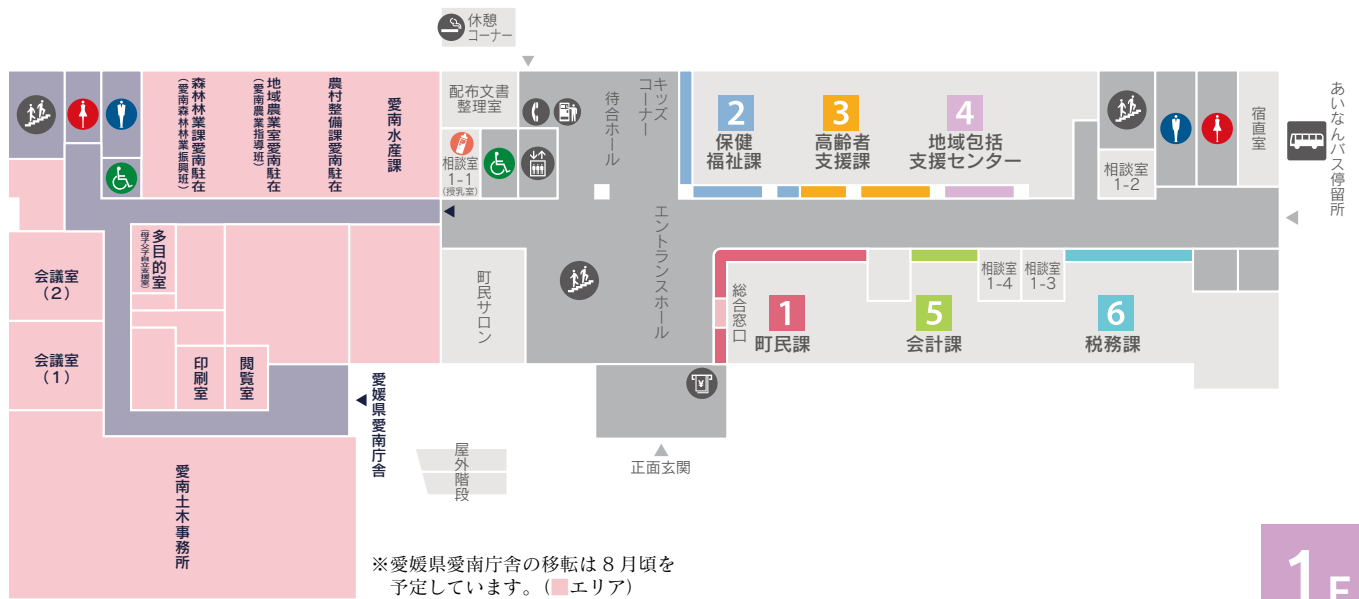 休憩
コーナー
森林林業課愛南駐在
(愛南森林林業振興班)
地域農業室愛南駐在
(愛南農業指導班)
農村整備課愛南駐在
愛南水産課
配布文書
整理室
相談室
1-1
(授乳室)
待合ホール
キッズ
コーナー
2
保健
福祉課
3
高齢者
支援課
4
地域包括
支援センター
相談室
1-2
宿直室
あいなんバス停留所
エントランスホール
会議室
(2)
会議室
(1)
多目的室
(母子父子自立支援室)
印刷室
閲覧室
町民サロン
総合窓口
1
町民課
5
会計課
相談室
1-4
相談室
1-3
6
税務課
¥
愛媛県愛南庁舎
正面玄関
屋外階段
愛南土木事務所
※愛媛県愛南庁舎の移転は8月頃を
予定しています。(エリア)
1F